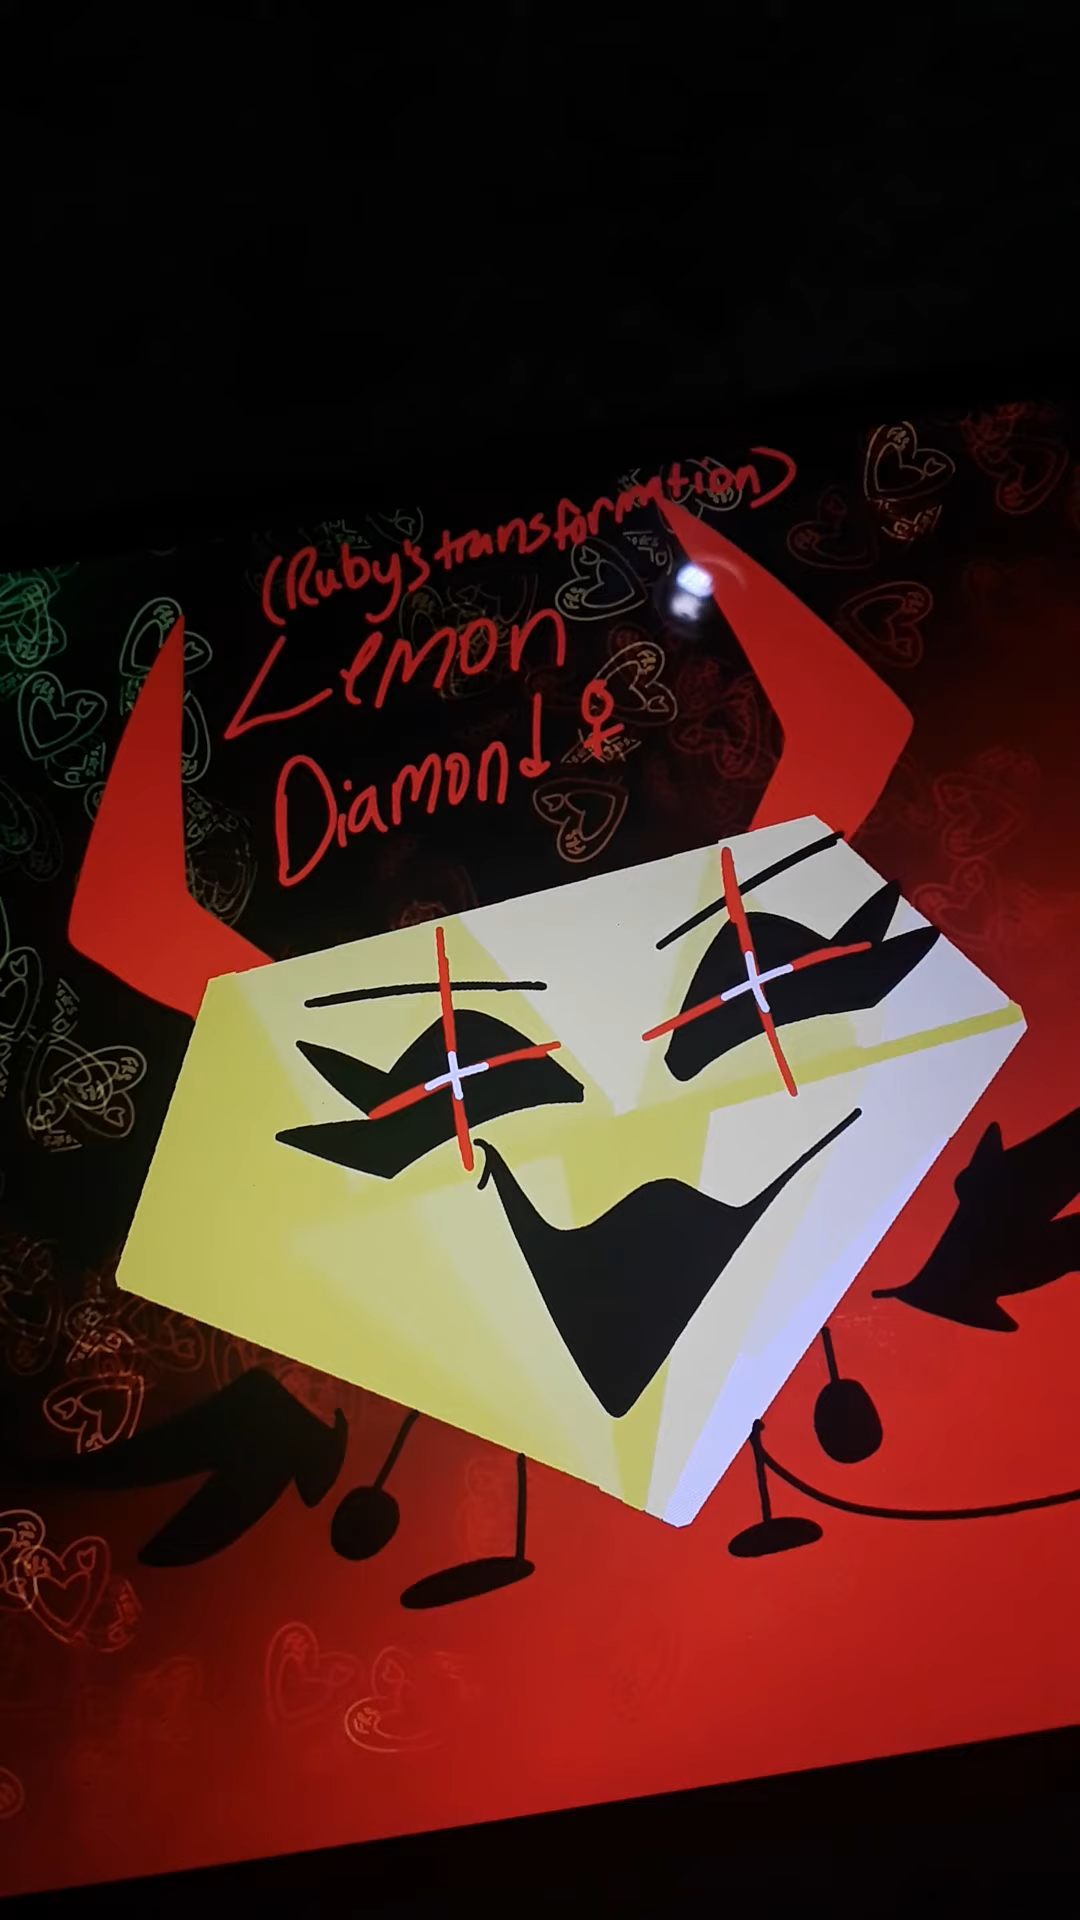 (Ruby's transformation)
Lemon
Diamond ♀